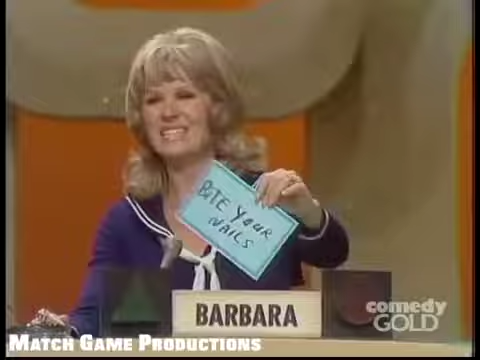 BITE YOUR
NAILS
BARBARA
comedy
GOLD
MATCH GAME PRODUCTIONS